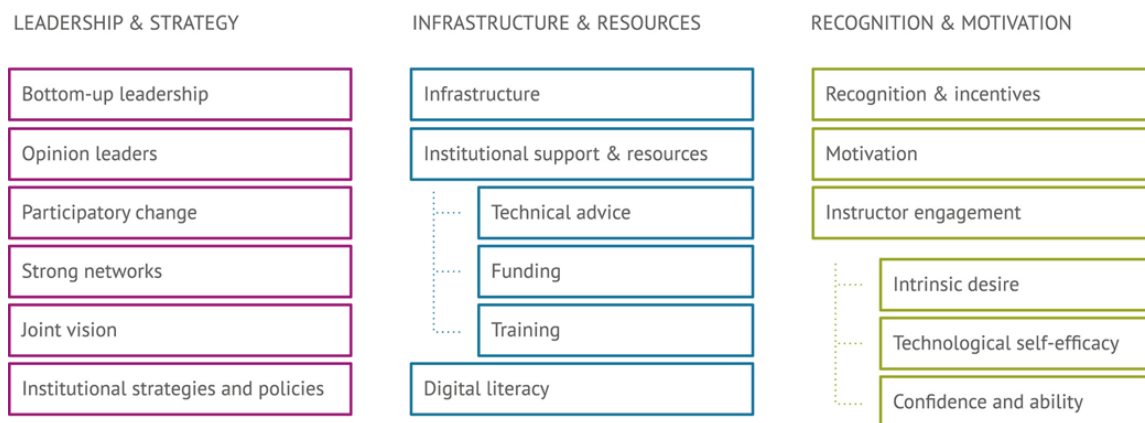 LEADERSHIP & STRATEGY
Bottom-up leadership
Opinion leaders
Participatory change
Strong networks
Joint vision
Institutional strategies and policies
INFRASTRUCTURE & RESOURCES
Infrastructure
Institutional support & resources
Technical advice
Funding
Training
Digital literacy
RECOGNITION & MOTIVATION
Recognition & incentives
Motivation
Instructor engagement
Intrinsic desire
Technological self-efficacy
Confidence and ability